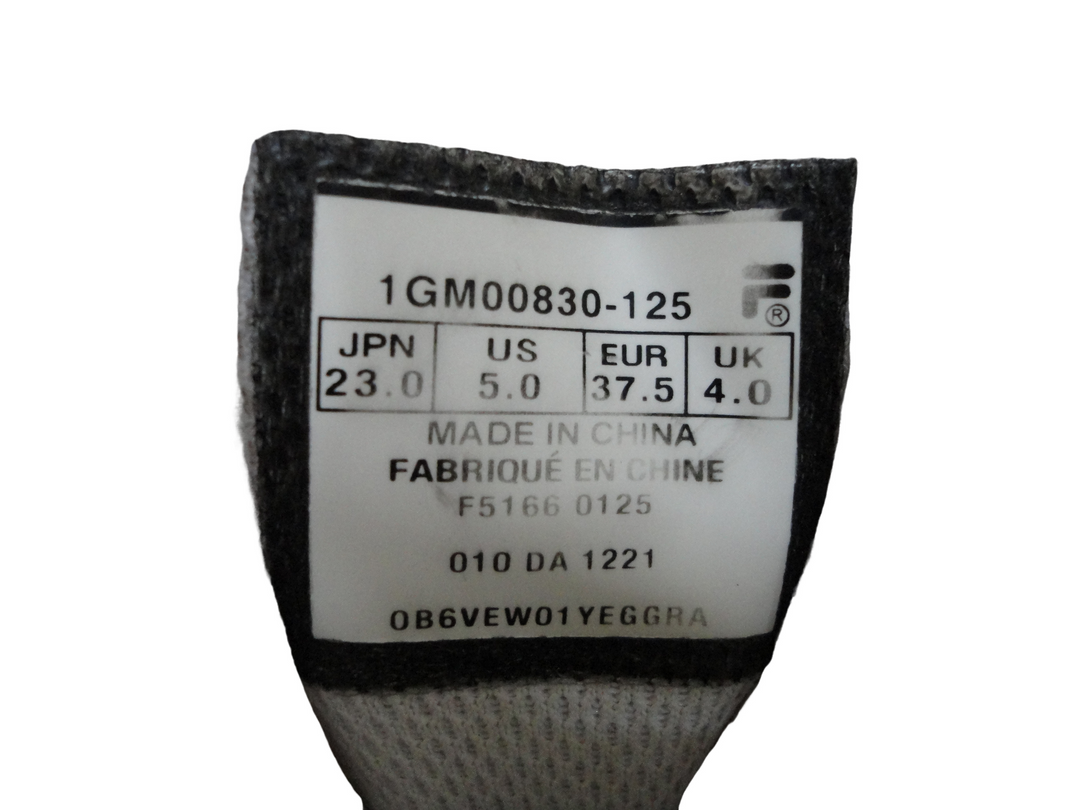 1GM00830-125
®
JPN US EUR UK
23.0 5.0 37.5 4.0
MADE IN CHINA
FABRIQUÉ EN CHINE
F5166 0125
010 DA 1221
0B6VEW01YEGGRA